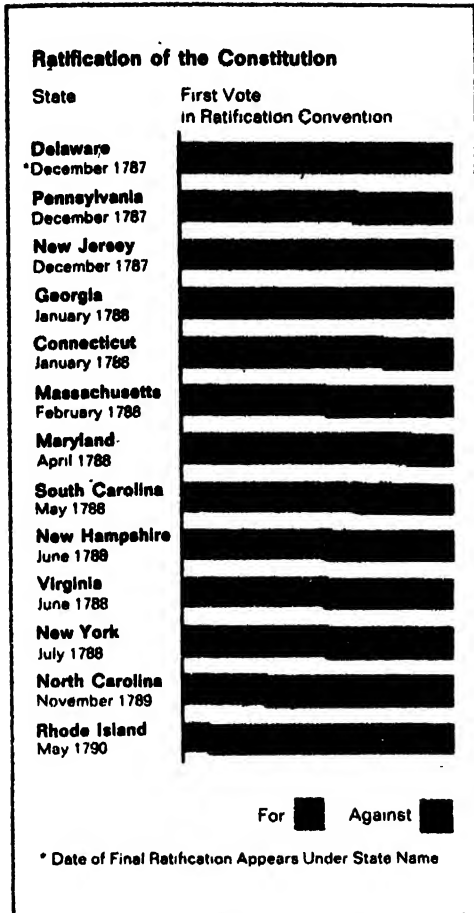 Ratification of the Constitution
State First Vote
in Ratification Convention
Delaware
*December 1787
Pennsylvania
December 1787
New Jersey
December 1787
Georgia
January 1788
Connecticut
January 1788
Massachusetts
February 1788
Maryland
April 1788
South Carolina
May 1788
New Hampshire
June 1788
Virginia
June 1788
New York
July 1788
North Carolina
November 1789
Rhode Island
May 1790
For Against
* Date of Final Ratification Appears Under State Name